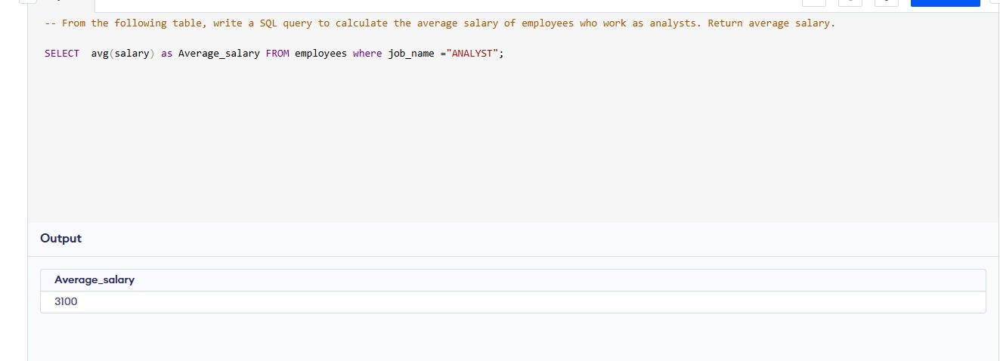 -- From the following table, write a SQL query to calculate the average salary of employees who work as analysts. Return average salary.
SELECT  avg(salary) as Average_salary FROM employees where job_name ="ANALYST";
Output
Average_salary
3100